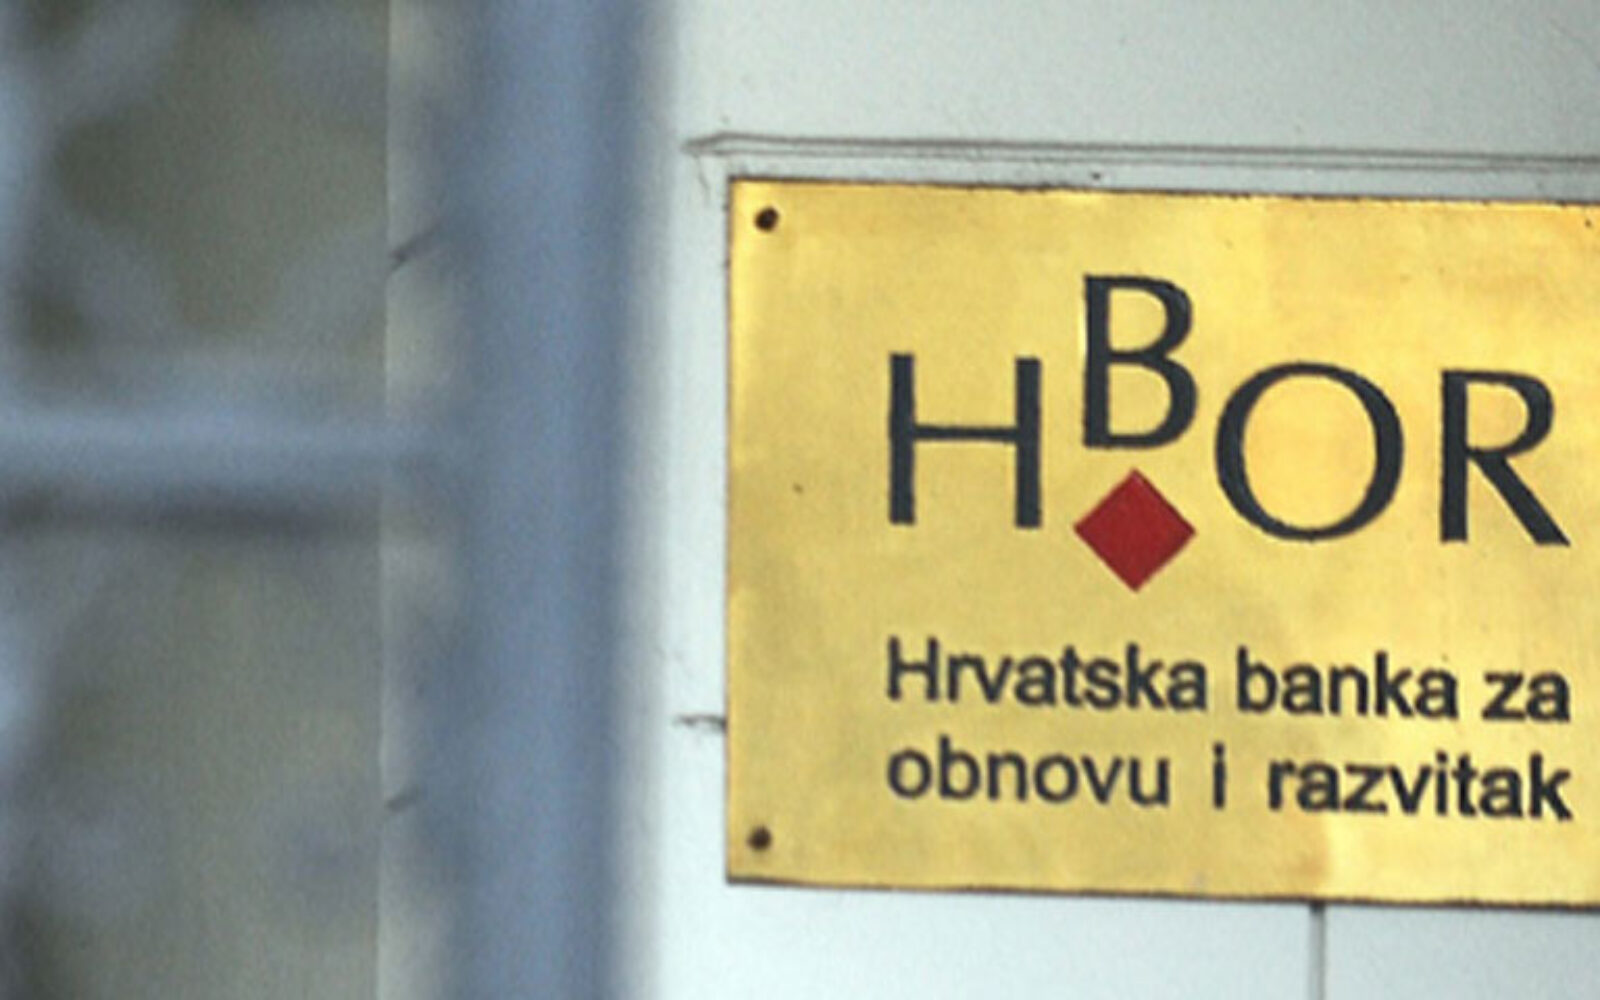 HBOR
Hrvatska banka za
obnovu i razvitak